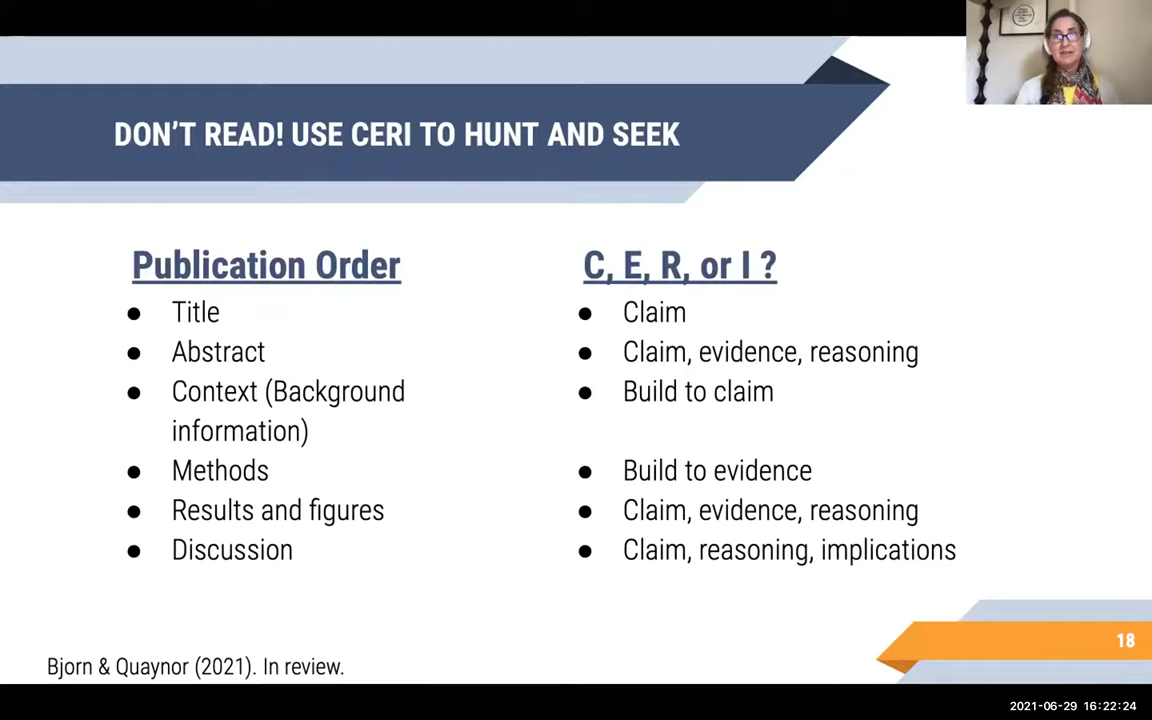 DON'T READ! USE CERI TO HUNT AND SEEK
Publication Order
● Title
● Abstract
● Context (Background
information)
● Methods
● Results and figures
● Discussion
C, E, R, or I ?
● Claim
● Claim, evidence, reasoning
● Build to claim
● Build to evidence
● Claim, evidence, reasoning
● Claim, reasoning, implications
18
Bjorn & Quaynor (2021). In review.
2021-06-29 16:22:24